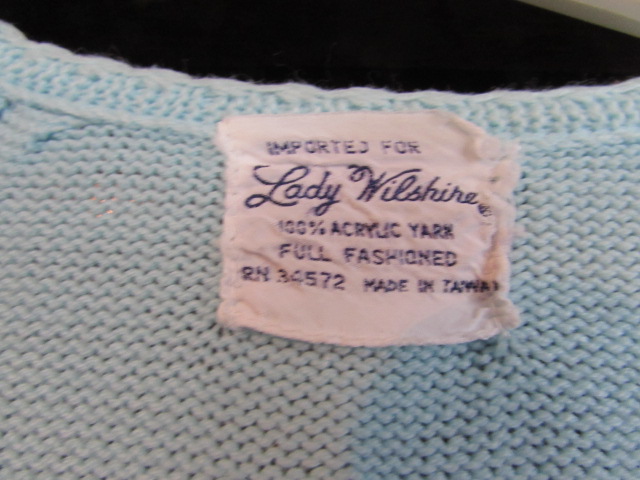 IMPORTED FOR
Lady Wilshire®
100% ACRYLIC YARN
FULL FASHIONED
RN 34572 MADE IN TAIWAN